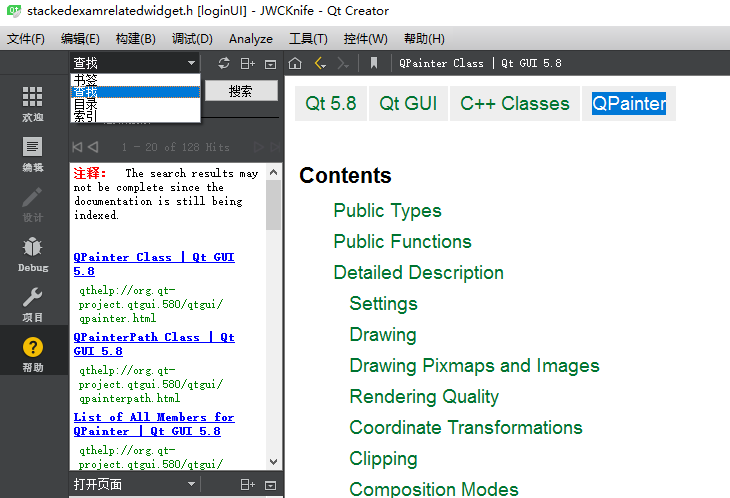 stackedexamrelatedwidget.h [loginUI] - JWCKnife - Qt Creator
文件(F) 编辑(E) 构建(B) 调试(D) Analyze 工具(T) 控件(W) 帮助(H)
查找
QPainter Class | Qt GUI 5.8
书签
查找
目录
索引
搜索
1 - 20 of 128 Hits
欢迎
编辑
设计
Debug
项目
帮助
注释: The search results may
not be complete since the
documentation is still being
indexed.
QPainter Class | Qt GUI
5.8
qthelp://org.qt-
project.qtgui.580/qtgui/
qpainter.html
QPainterPath Class | Qt
GUI 5.8
qthelp://org.qt-
project.qtgui.580/qtgui/
qpainterpath.html
List of All Members for
QPainter | Qt GUI 5.8
qthelp://org.qt-
project.qtgui.580/qtgui/
打开页面
Qt 5.8 Qt GUI C++ Classes QPainter
Contents
Public Types
Public Functions
Detailed Description
Settings
Drawing
Drawing Pixmaps and Images
Rendering Quality
Coordinate Transformations
Clipping
Composition Modes